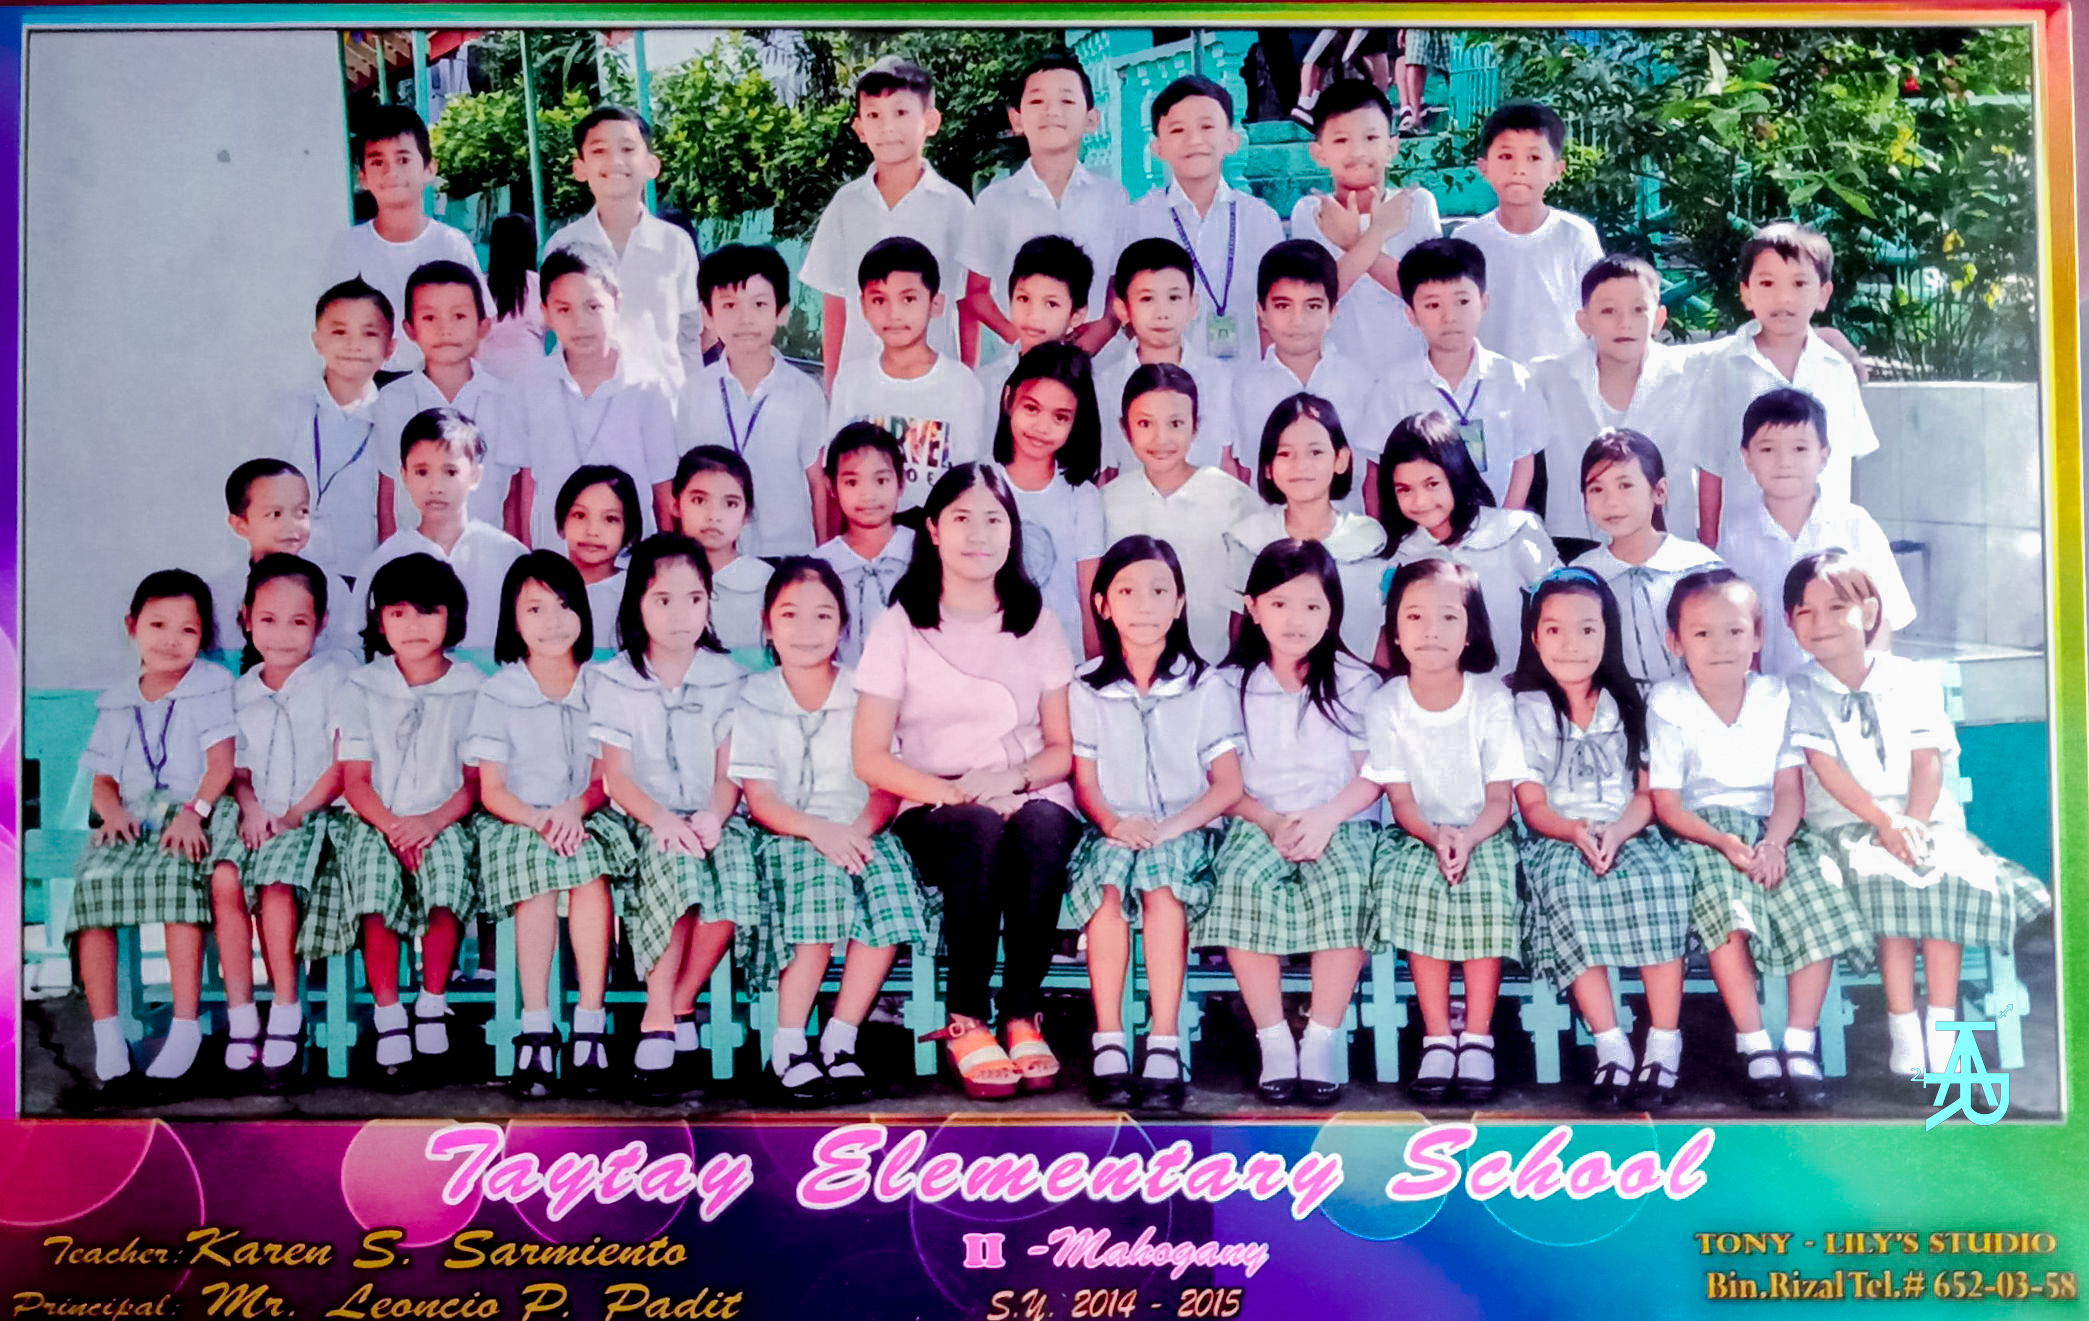 Taytay Elementary School
Teacher: Karen S. Sarmiento
Principal: Mr. Leoncio P. Padit
II - Mahogany
S.Y. 2014 - 2015
TONY - LILY'S STUDIO
Bin.Rizal Tel.# 652-03-58